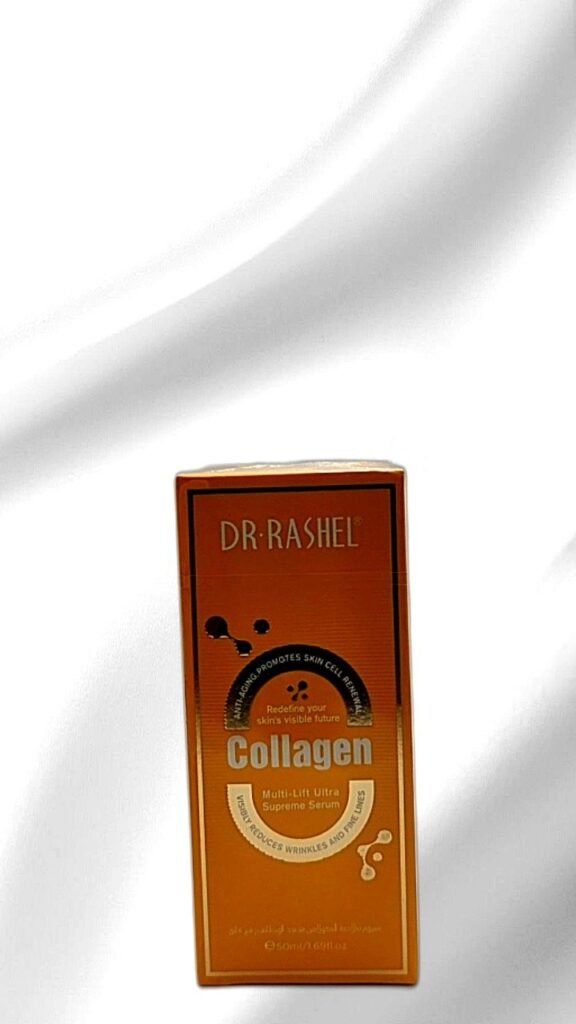 DR·RASHEL®
ANTI-AGING, PROMOTES SKIN CELL RENEWAL
Redefine your
skin's visible future
Collagen
Multi-Lift Ultra
Supreme Serum
VISIBLY REDUCES WRINKLES AND FINE LINES
℮50ml/1.69fl.oz